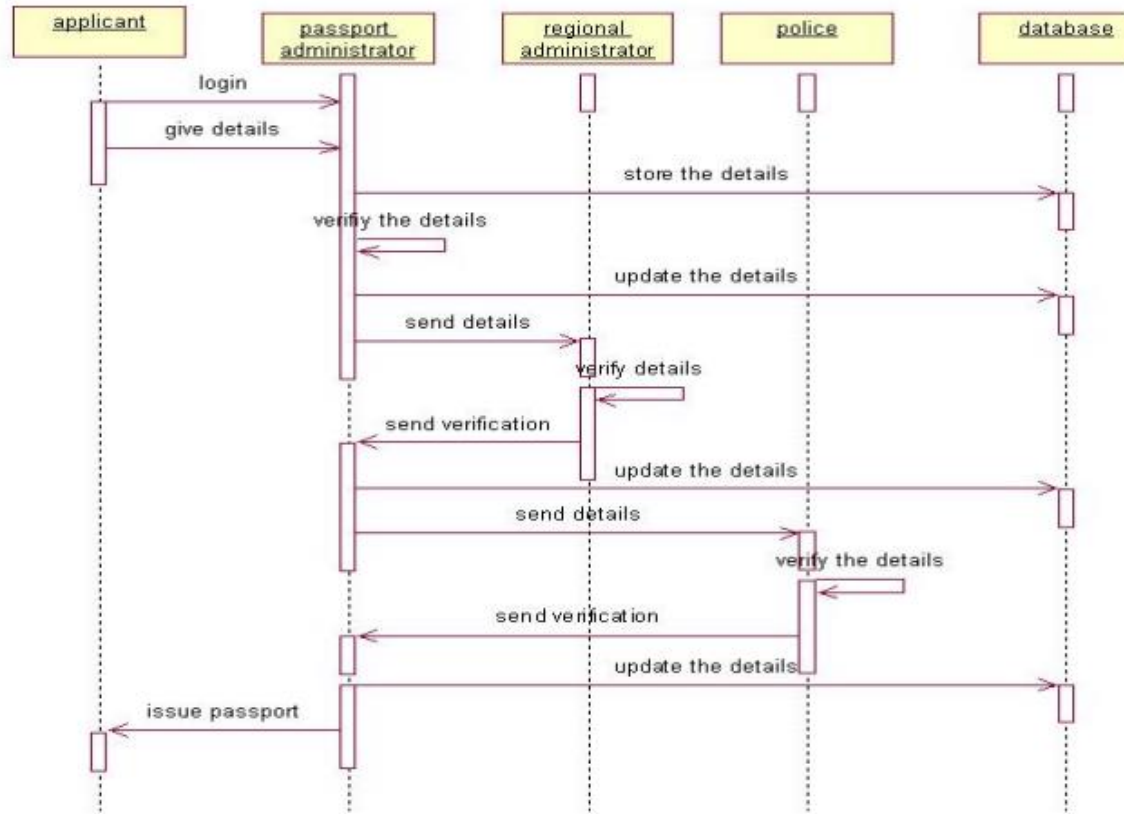 applicant
passport
administrator
regional
administrator
police
database
login
give details
store the details
verifiy the details
update the details
send details
verify details
send verification
update the details
send details
verify the details
send verification
update the details
issue passport